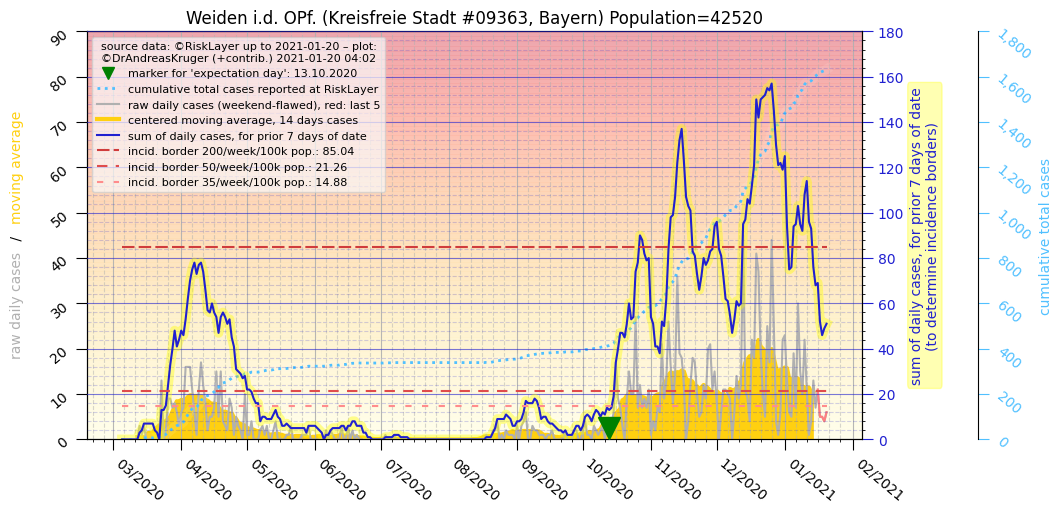 Weiden i.d. OPf. (Kreisfreie Stadt #09363, Bayern) Population=42520
source data: ©RiskLayer up to 2021-01-20 – plot:
©DrAndreasKruger (+contrib.) 2021-01-20 04:02
marker for 'expectation day': 13.10.2020
cumulative total cases reported at RiskLayer
raw daily cases (weekend-flawed), red: last 5
centered moving average, 14 days cases
sum of daily cases, for prior 7 days of date
incid. border 200/week/100k pop.: 85.04
incid. border 50/week/100k pop.: 21.26
incid. border 35/week/100k pop.: 14.88
raw daily cases / moving average
90
80
70
60
50
40
30
20
10
0
03/2020
04/2020
05/2020
06/2020
07/2020
08/2020
09/2020
10/2020
11/2020
12/2020
01/2021
02/2021
180
160
140
120
100
80
60
40
20
0
sum of daily cases, for prior 7 days of date
(to determine incidence borders)
1,800
1,600
1,400
1,200
1,000
800
600
400
200
0
cumulative total cases